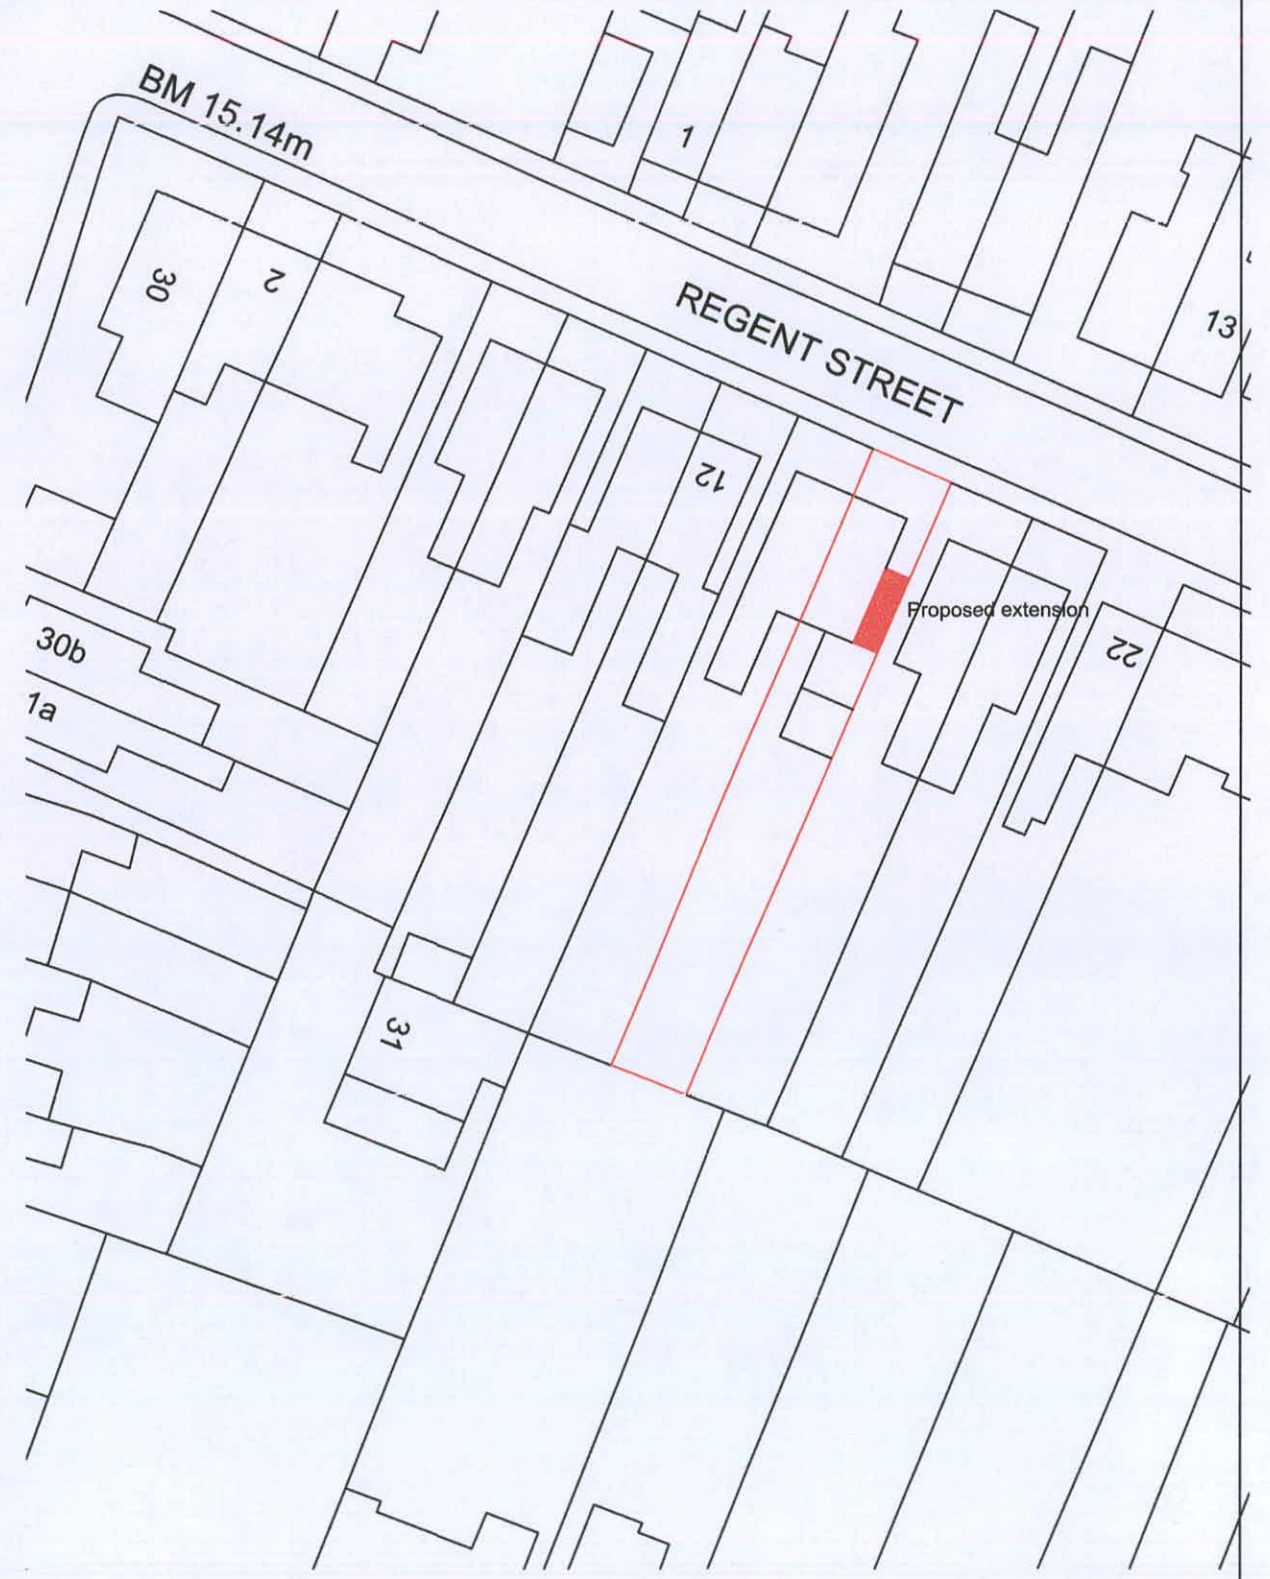 BM 15.14m
1
30
2
REGENT STREET
13
12
Proposed extension
22
30b
1a
31